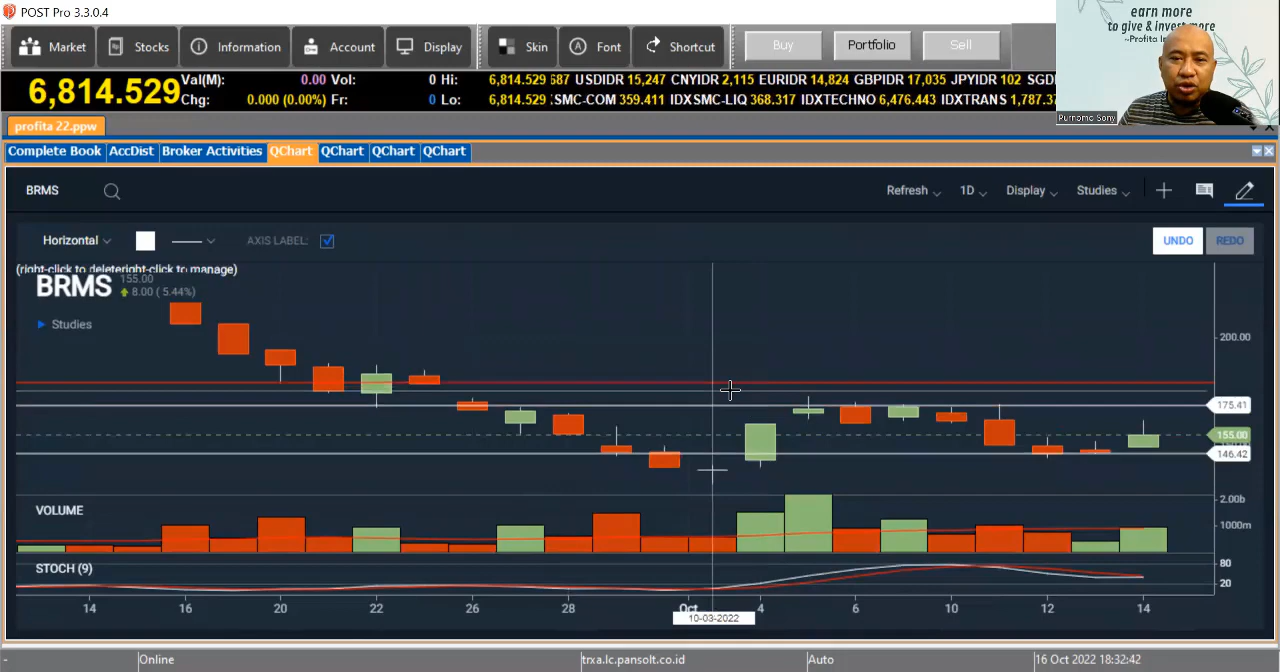 POST Pro 3.3.0.4
earn more
to give & invest more
Market Stocks Information Account Display Skin Font Shortcut Buy Portfolio Sell
6,814.529 Val(M): 0.00 Vol: 0 Hi: 6,814.529 687 USDIDR 15,247 CNYIDR 2,115 EURIDR 14,824 GBPIDR 17,035 JPYIDR 102 SGD
Chg: 0.000 (0.00%) Fr: 0 Lo: 6,814.529 :SMC-COM 359.411 IDXSMC-LIQ 368.317 IDXTECHNO 6,476.443 IDXTRANS 1,787.37
Purnomo Sony
profita 22.ppw
Complete Book AccDist Broker Activities QChart QChart QChart QChart
BRMS Refresh 1D Display Studies
Horizontal AXIS LABEL: UNDO REDO
(right-click to deleteright-click to manage)
BRMS 155.00
8.00 ( 5.44%)
Studies
200.00
175.41
155.00
146.42
VOLUME
2.00b
1000m
STOCH (9)
80
20
14 16 20 22 26 28 Oct 4 6 10 12 14
10-03-2022
- Online trxa.lc.pansolt.co.id Auto 16 Oct 2022 18:32:42